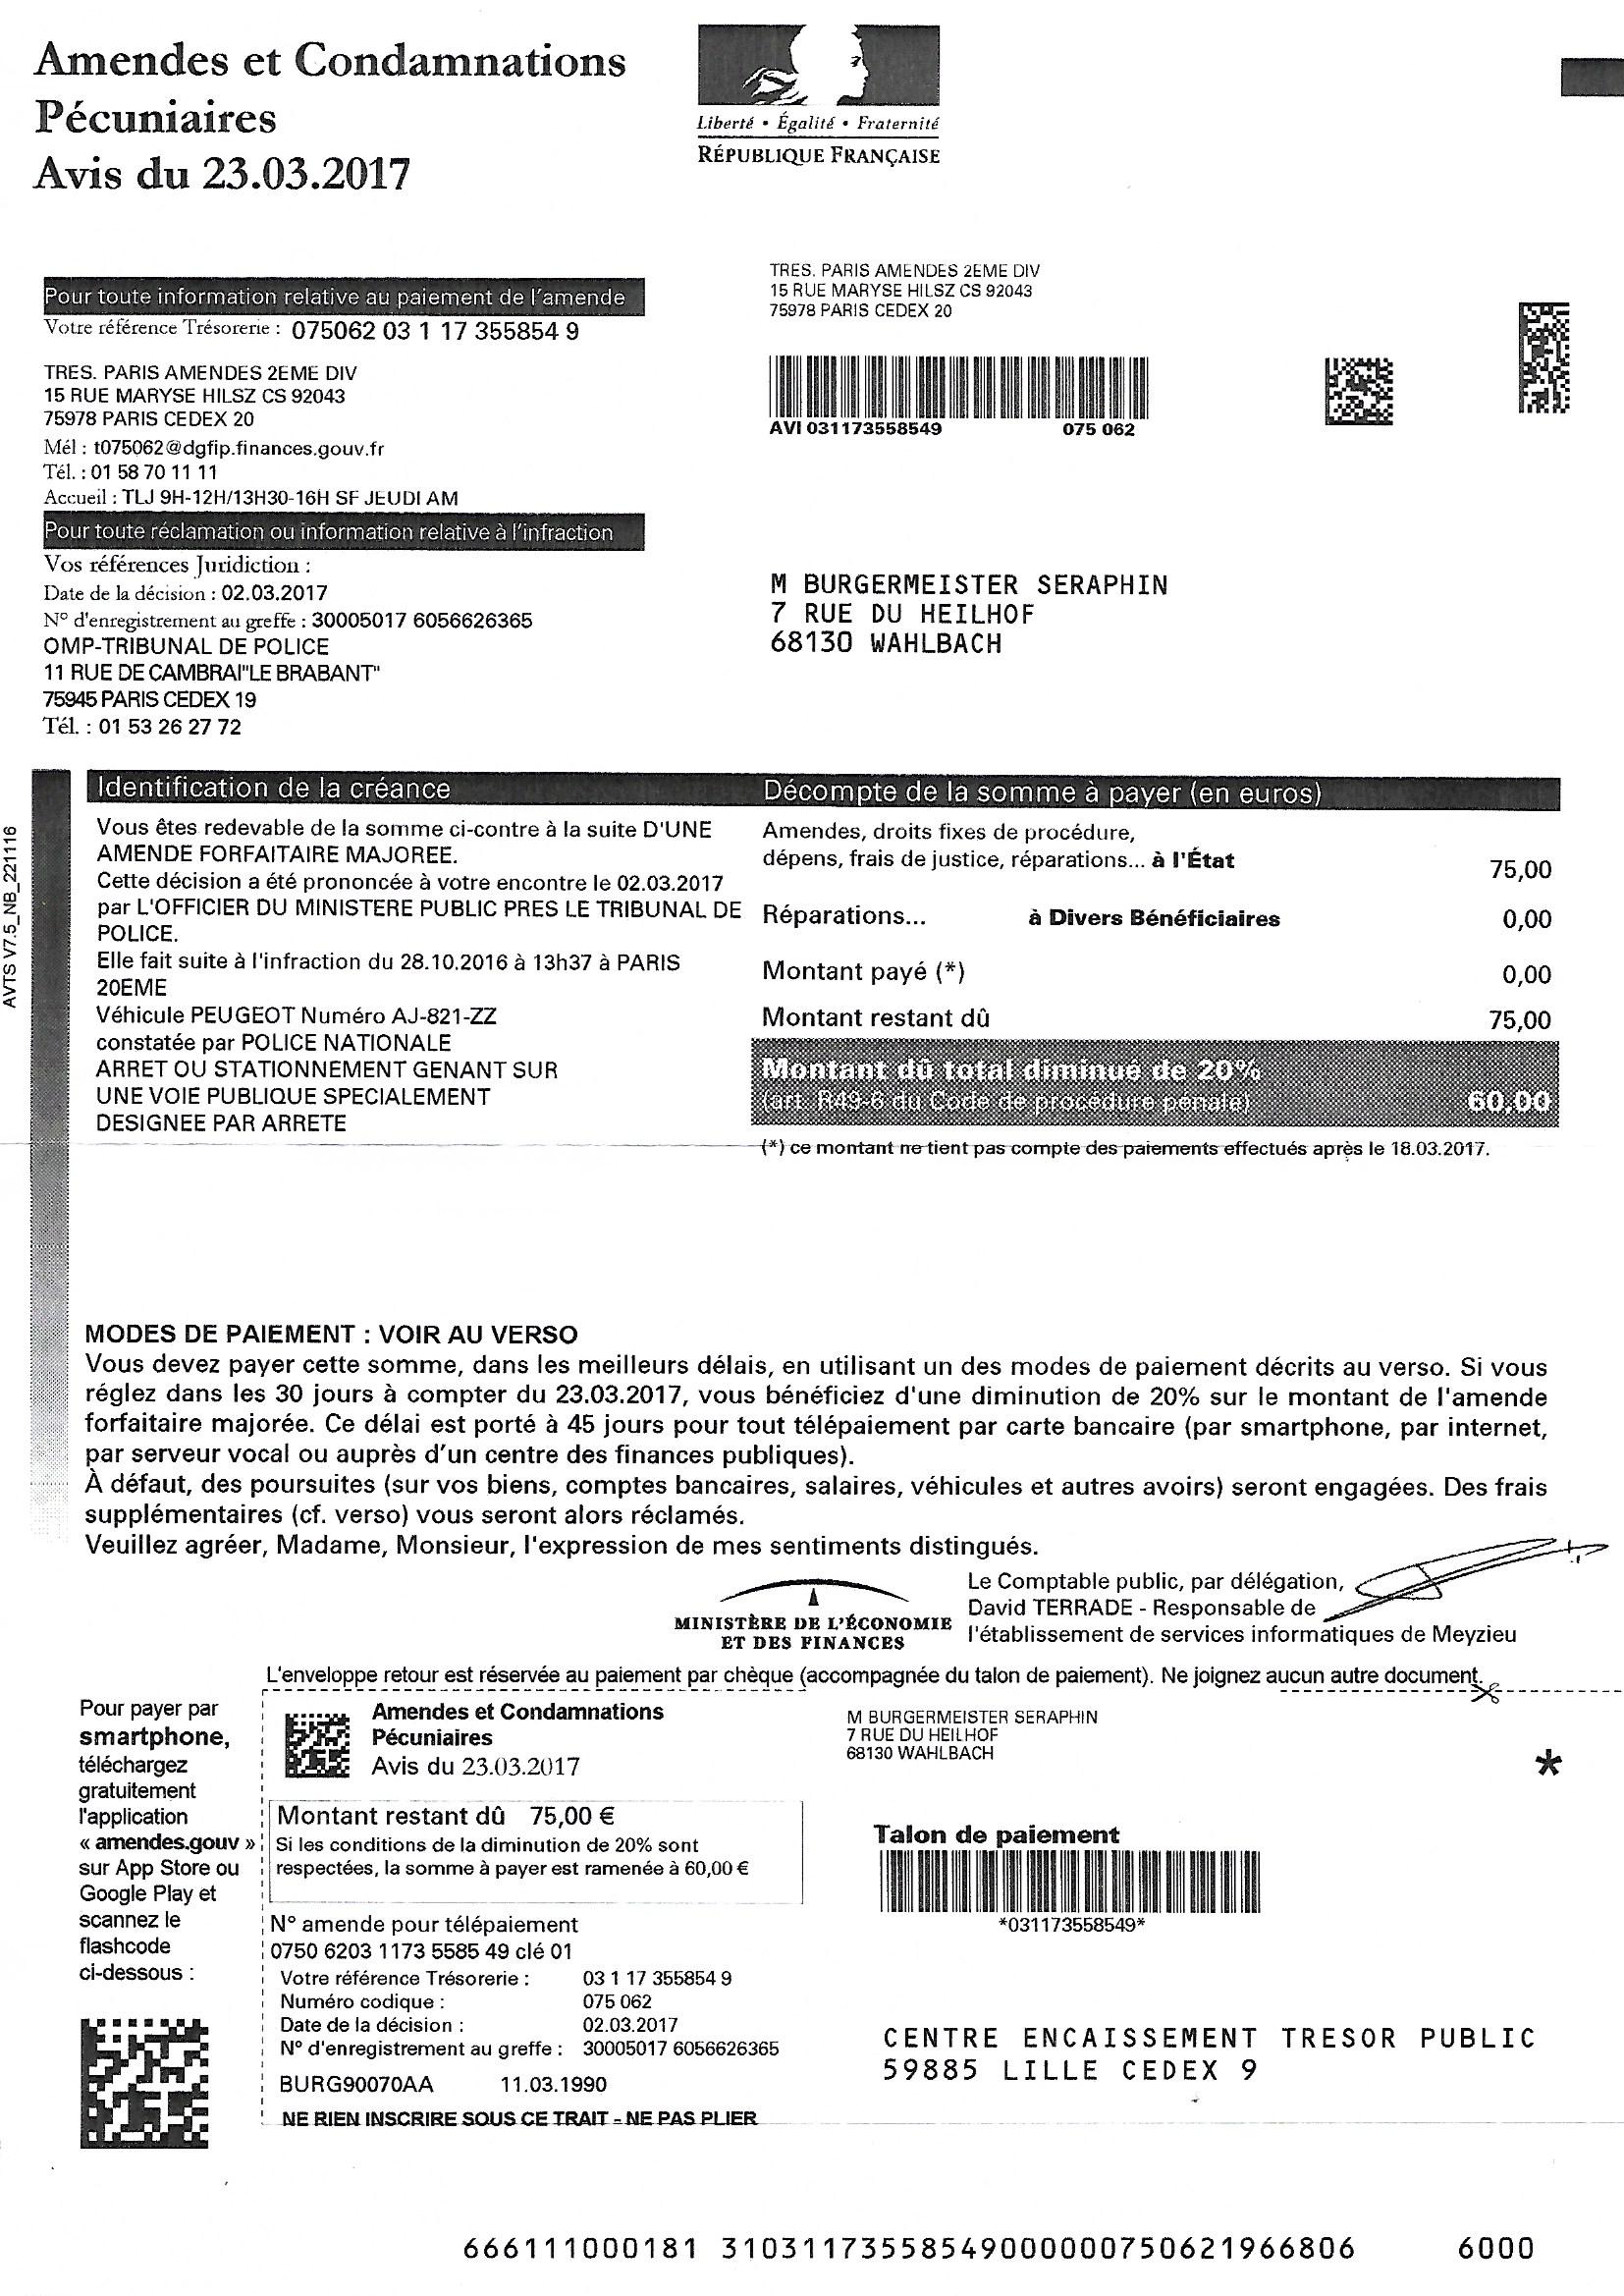 Amendes et Condamnations
Pécuniaires
Avis du 23.03.2017
Liberté • Égalité • Fraternité
RÉPUBLIQUE FRANÇAISE
Pour toute information relative au paiement de l'amende
Votre référence Trésorerie : 075062 03 1 17 355854 9
TRES. PARIS AMENDES 2EME DIV
15 RUE MARYSE HILSZ CS 92043
75978 PARIS CEDEX 20
Mél : t075062@dgfip.finances.gouv.fr
Tél. : 01 58 70 11 11
Accueil : TLJ 9H-12H/13H30-16H SF JEUDI AM
Pour toute réclamation ou information relative à l'infraction
Vos références Juridiction :
Date de la décision : 02.03.2017
N° d'enregistrement au greffe : 30005017 6056626365
OMP-TRIBUNAL DE POLICE
11 RUE DE CAMBRAI"LE BRABANT"
75945 PARIS CEDEX 19
Tél. : 01 53 26 27 72
TRES. PARIS AMENDES 2EME DIV
15 RUE MARYSE HILSZ CS 92043
75978 PARIS CEDEX 20
AVI 031173558549 075 062
M BURGERMEISTER SERAPHIN
7 RUE DU HEILHOF
68130 WAHLBACH
AVTS V7.5_NB_221116
Identification de la créance
Vous êtes redevable de la somme ci-contre à la suite D'UNE
AMENDE FORFAITAIRE MAJOREE.
Cette décision a été prononcée à votre encontre le 02.03.2017
par L'OFFICIER DU MINISTERE PUBLIC PRES LE TRIBUNAL DE
POLICE.
Elle fait suite à l'infraction du 28.10.2016 à 13h37 à PARIS
20EME
Véhicule PEUGEOT Numéro AJ-821-ZZ
constatée par POLICE NATIONALE
ARRET OU STATIONNEMENT GENANT SUR
UNE VOIE PUBLIQUE SPECIALEMENT
DESIGNEE PAR ARRETE
Décompte de la somme à payer (en euros)
Amendes, droits fixes de procédure,
dépens, frais de justice, réparations... à l'État 75,00
Réparations... à Divers Bénéficiaires 0,00
Montant payé (*) 0,00
Montant restant dû 75,00
Montant dû total diminué de 20%
(art. R49-6 du Code de procédure pénale) 60,00
(*) ce montant ne tient pas compte des paiements effectués après le 18.03.2017.
MODES DE PAIEMENT : VOIR AU VERSO
Vous devez payer cette somme, dans les meilleurs délais, en utilisant un des modes de paiement décrits au verso. Si vous
réglez dans les 30 jours à compter du 23.03.2017, vous bénéficiez d'une diminution de 20% sur le montant de l'amende
forfaitaire majorée. Ce délai est porté à 45 jours pour tout télépaiement par carte bancaire (par smartphone, par internet,
par serveur vocal ou auprès d'un centre des finances publiques).
À défaut, des poursuites (sur vos biens, comptes bancaires, salaires, véhicules et autres avoirs) seront engagées. Des frais
supplémentaires (cf. verso) vous seront alors réclamés.
Veuillez agréer, Madame, Monsieur, l'expression de mes sentiments distingués.
MINISTÈRE DE L'ÉCONOMIE
ET DES FINANCES
Le Comptable public, par délégation,
David TERRADE - Responsable de
l'établissement de services informatiques de Meyzieu
L'enveloppe retour est réservée au paiement par chèque (accompagnée du talon de paiement). Ne joignez aucun autre document.
Pour payer par
smartphone,
téléchargez
gratuitement
l'application
« amendes.gouv »
sur App Store ou
Google Play et
scannez le
flashcode
ci-dessous :
Amendes et Condamnations
Pécuniaires
Avis du 23.03.2017
Montant restant dû 75,00 €
Si les conditions de la diminution de 20% sont
respectées, la somme à payer est ramenée à 60,00 €
N° amende pour télépaiement
0750 6203 1173 5585 49 clé 01
Votre référence Trésorerie : 03 1 17 355854 9
Numéro codique : 075 062
Date de la décision : 02.03.2017
N° d'enregistrement au greffe : 30005017 6056626365
BURG90070AA 11.03.1990
NE RIEN INSCRIRE SOUS CE TRAIT - NE PAS PLIER
M BURGERMEISTER SERAPHIN
7 RUE DU HEILHOF
68130 WAHLBACH
*
Talon de paiement
*031173558549*
CENTRE ENCAISSEMENT TRESOR PUBLIC
59885 LILLE CEDEX 9
666111000181 310311735585490000000750621966806 6000